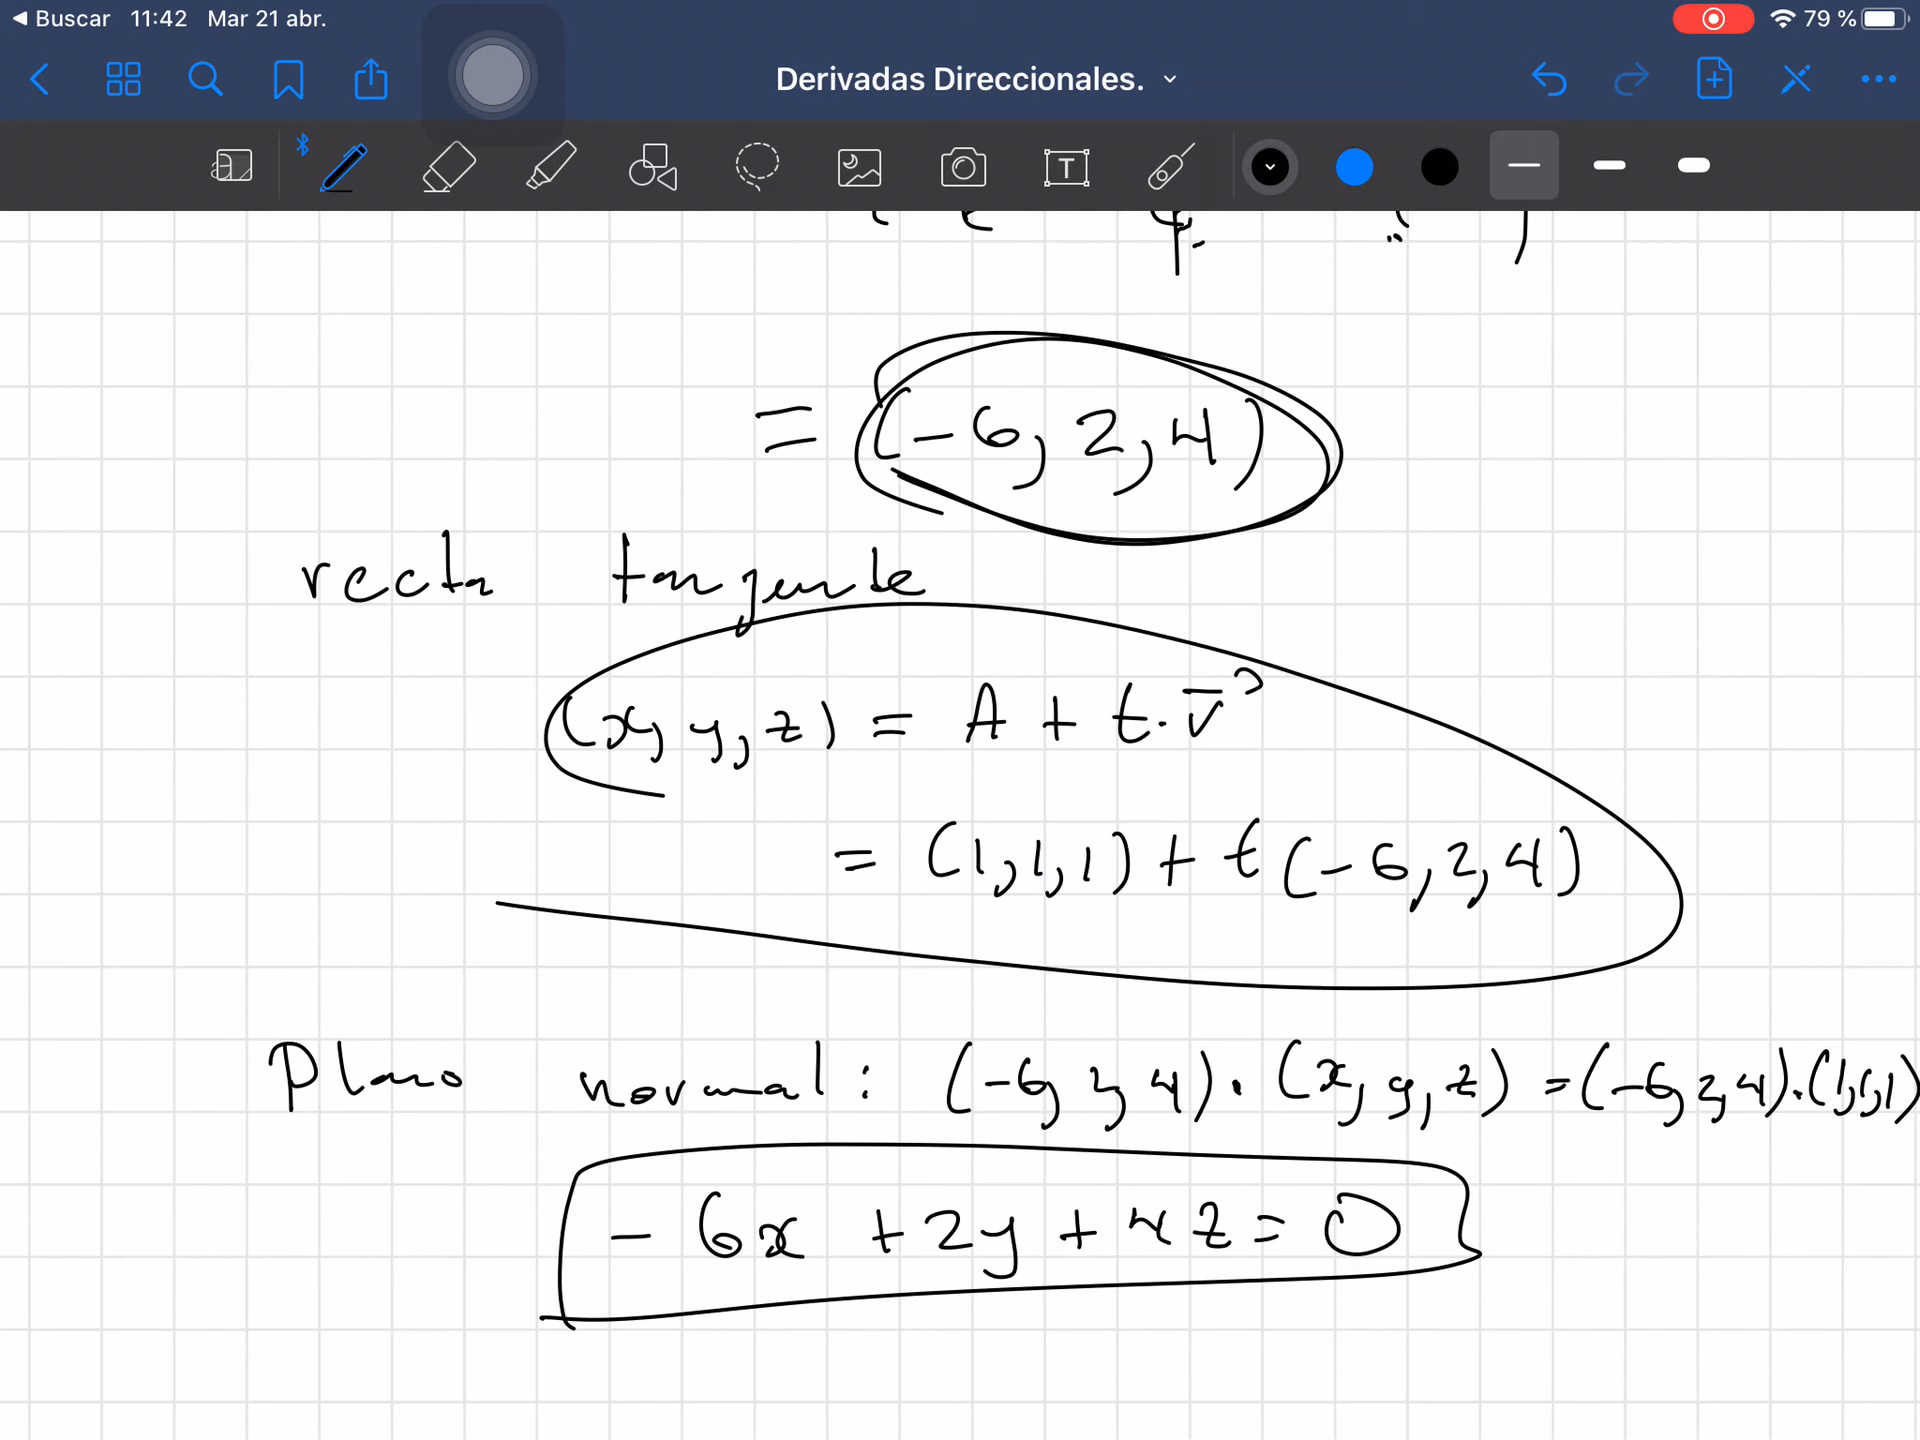 Buscar 11:42 Mar 21 abr. 79 %
Derivadas Direccionales.
T
= (-6, 2, 4)
recta tangente
(x, y, z) = A + t. v
= (1, 1, 1) + t (-6, 2, 4)
Plano normal: (-6, 2, 4) · (x, y, z) = (-6, 2, 4) · (1, 1, 1)
- 6x + 2y + 4z = 0